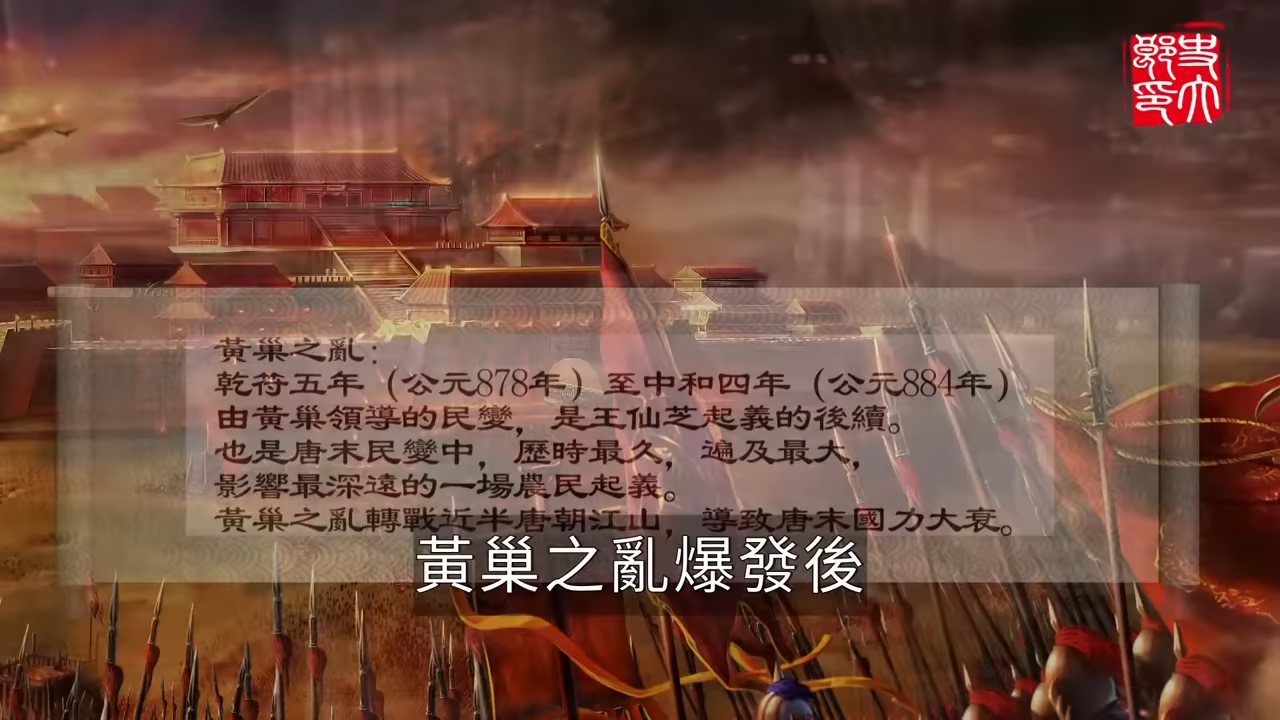 黃巢之亂：
乾符五年（公元878年）至中和四年（公元884年）
由黃巢領導的民變，是王仙芝起義的後續。
也是唐末民變中，歷時最久，遍及最大，
影響最深遠的一場農民起義。
黃巢之亂轉戰近半唐朝江山，導致唐末國力大衰。
黃巢之亂爆發後